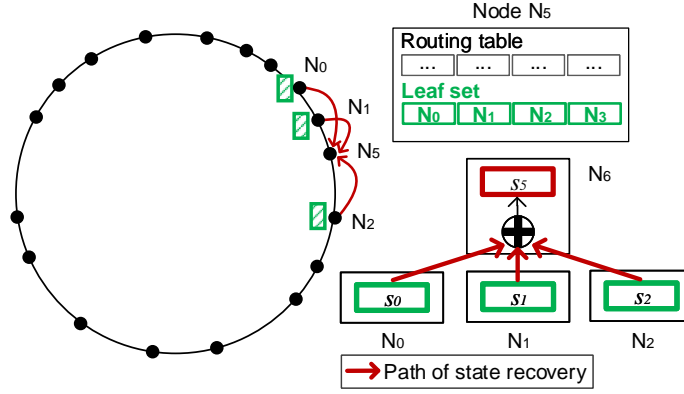 Node N5
Routing table
... ... ... ...
Leaf set
N0 N1 N2 N3
N0
N1
N5
N2
N6
S5
S0 S1 S2
N0 N1 N2
Path of state recovery